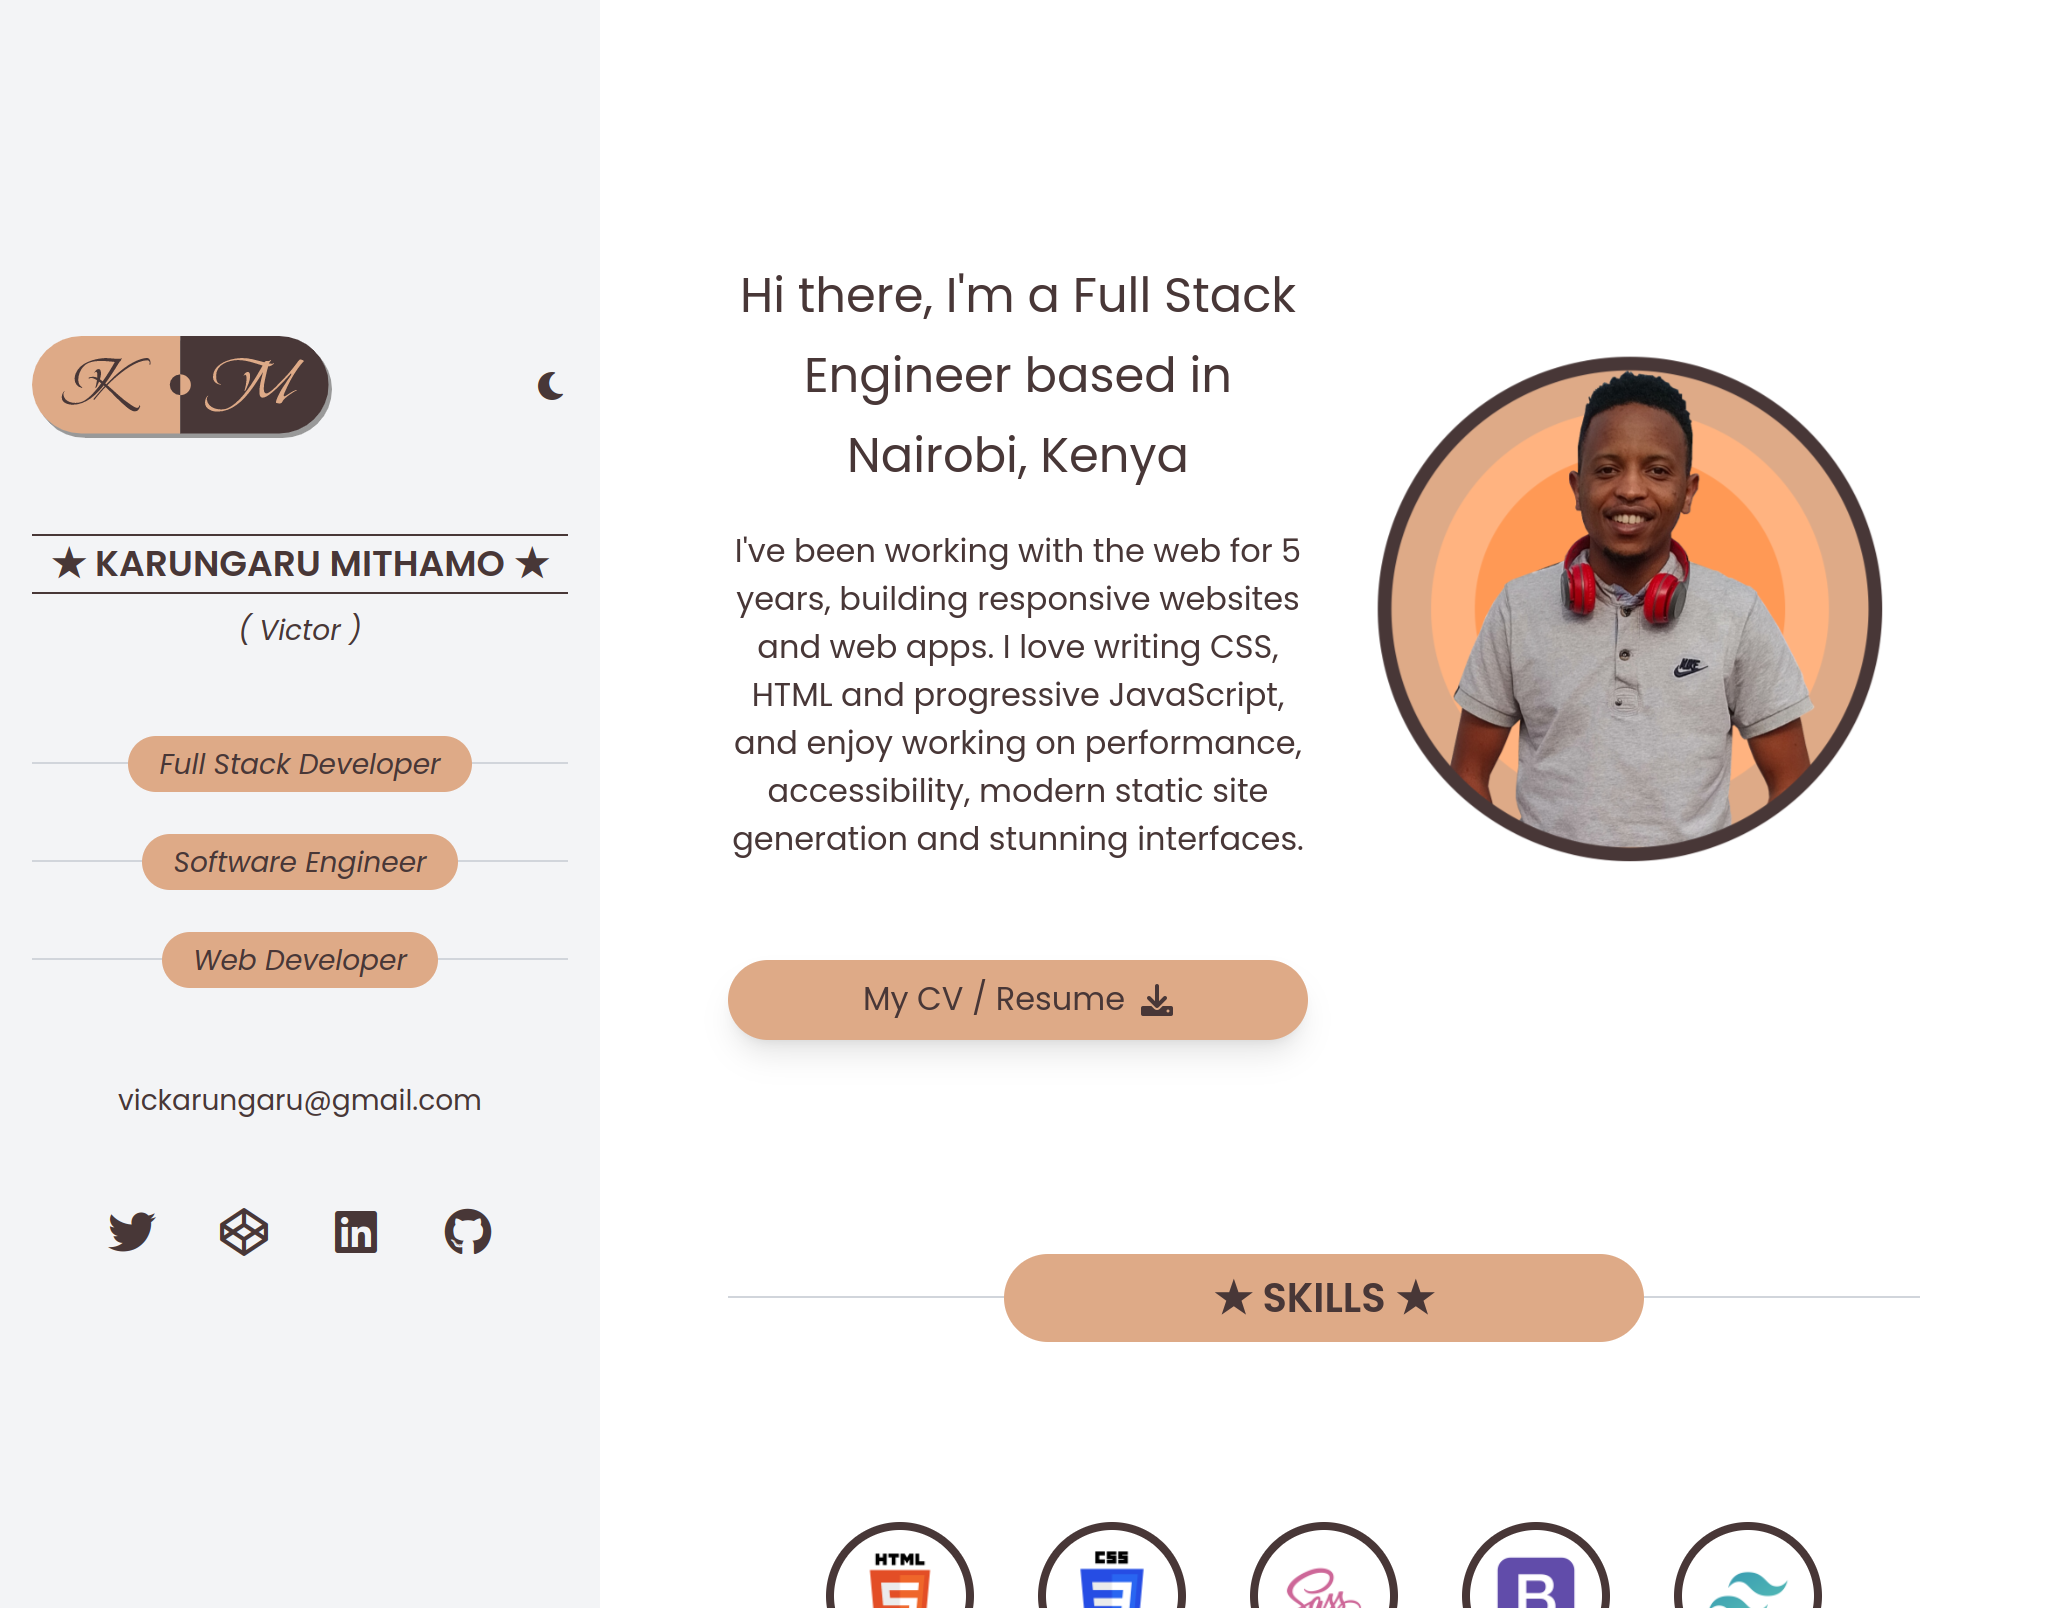 K M
★ KARUNGARU MITHAMO ★
( Victor )
Full Stack Developer
Software Engineer
Web Developer
vickarungaru@gmail.com
in
Hi there, I'm a Full Stack
Engineer based in
Nairobi, Kenya
I've been working with the web for 5
years, building responsive websites
and web apps. I love writing CSS,
HTML and progressive JavaScript,
and enjoy working on performance,
accessibility, modern static site
generation and stunning interfaces.
My CV / Resume
NIKE
★ SKILLS ★
HTML CSS Sass B